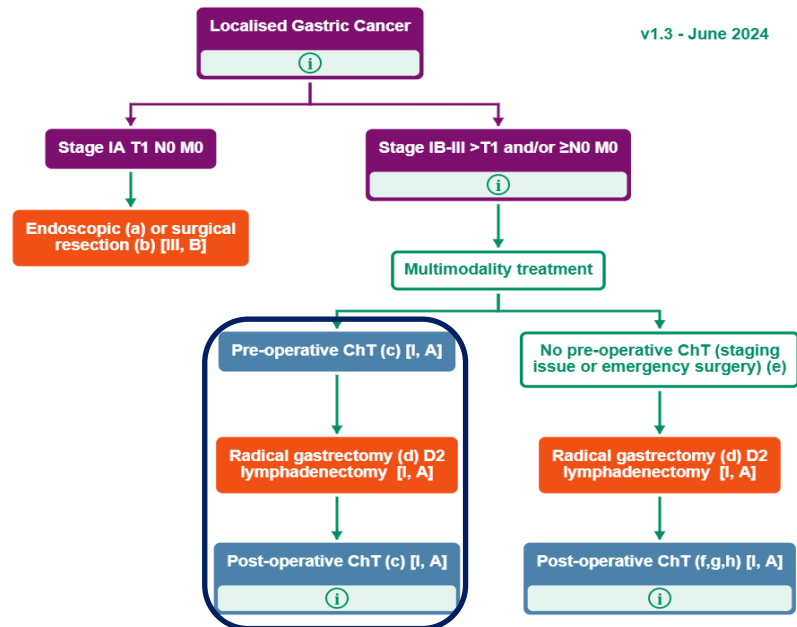 Localised Gastric Cancer
i
v1.3 - June 2024
Stage IA T1 N0 M0
Stage IB-III >T1 and/or ≥N0 M0
i
Endoscopic (a) or surgical
resection (b) [III, B]
Multimodality treatment
Pre-operative ChT (c) [I, A]
No pre-operative ChT (staging
issue or emergency surgery) (e)
Radical gastrectomy (d) D2
lymphadenectomy [I, A]
Radical gastrectomy (d) D2
lymphadenectomy [I, A]
Post-operative ChT (c) [I, A]
i
Post-operative ChT (f,g,h) [I, A]
i